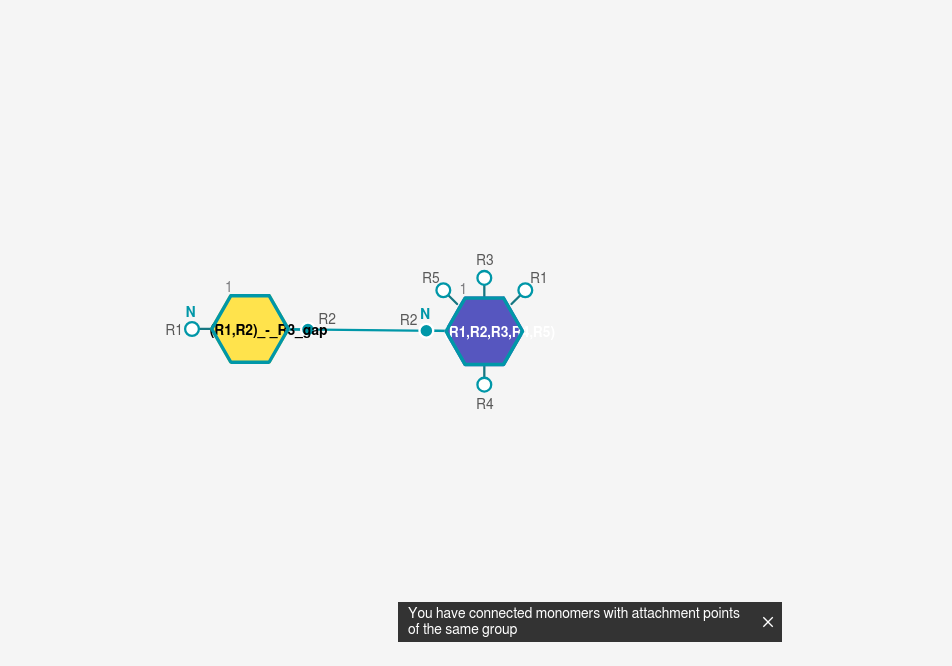 R3
R5
1
R1
1
N
R1
(R1,R2)_-_R3_gap
R2
R2
N
R1,R2,R3,R
,R5)
R4
You have connected monomers with attachment points
of the same group